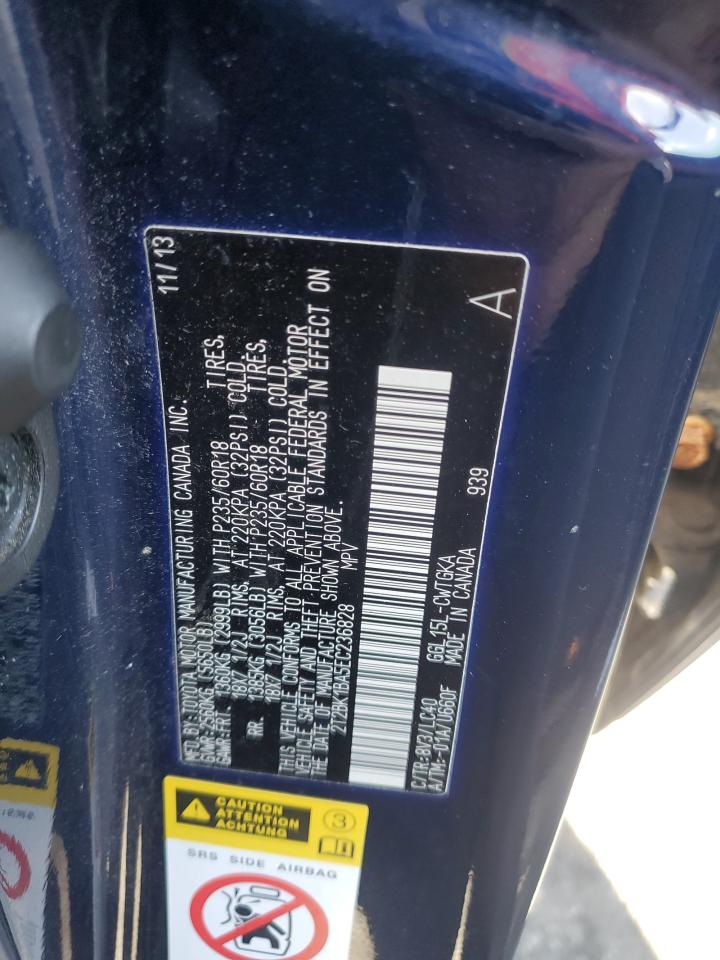 MFD BY:TOYOTA MOTOR MANUFACTURING CANADA INC. 11/13
GVWR-2560KG (5650LB)
GAWR-FRT 1360KG (2999LB) WITH P235/60R18 TIRES,
18X7 1/2J RIMS, AT 220KPA (32PSI) COLD.
RR. 1385KG (3056LB) WITH P235/60R18 TIRES,
18X7 1/2J RIMS, AT 220KPA (32PSI) COLD
THIS VEHICLE CONFORMS TO ALL APPLICABLE FEDERAL MOTOR
VEHICLE SAFETY AND THEFT PREVENTION STANDARDS IN EFFECT ON
THE DATE OF MANUFACTURE SHOWN ABOVE.
2T2BK1BA5EC236828 MPV
C/TR:8V3/LC40 GGL15L-CWTGKA
A/TM:-01A/U660F MADE IN CANADA 939
A
CAUTION
ATTENTION
ACHTUNG
3
SRS SIDE AIRBAG